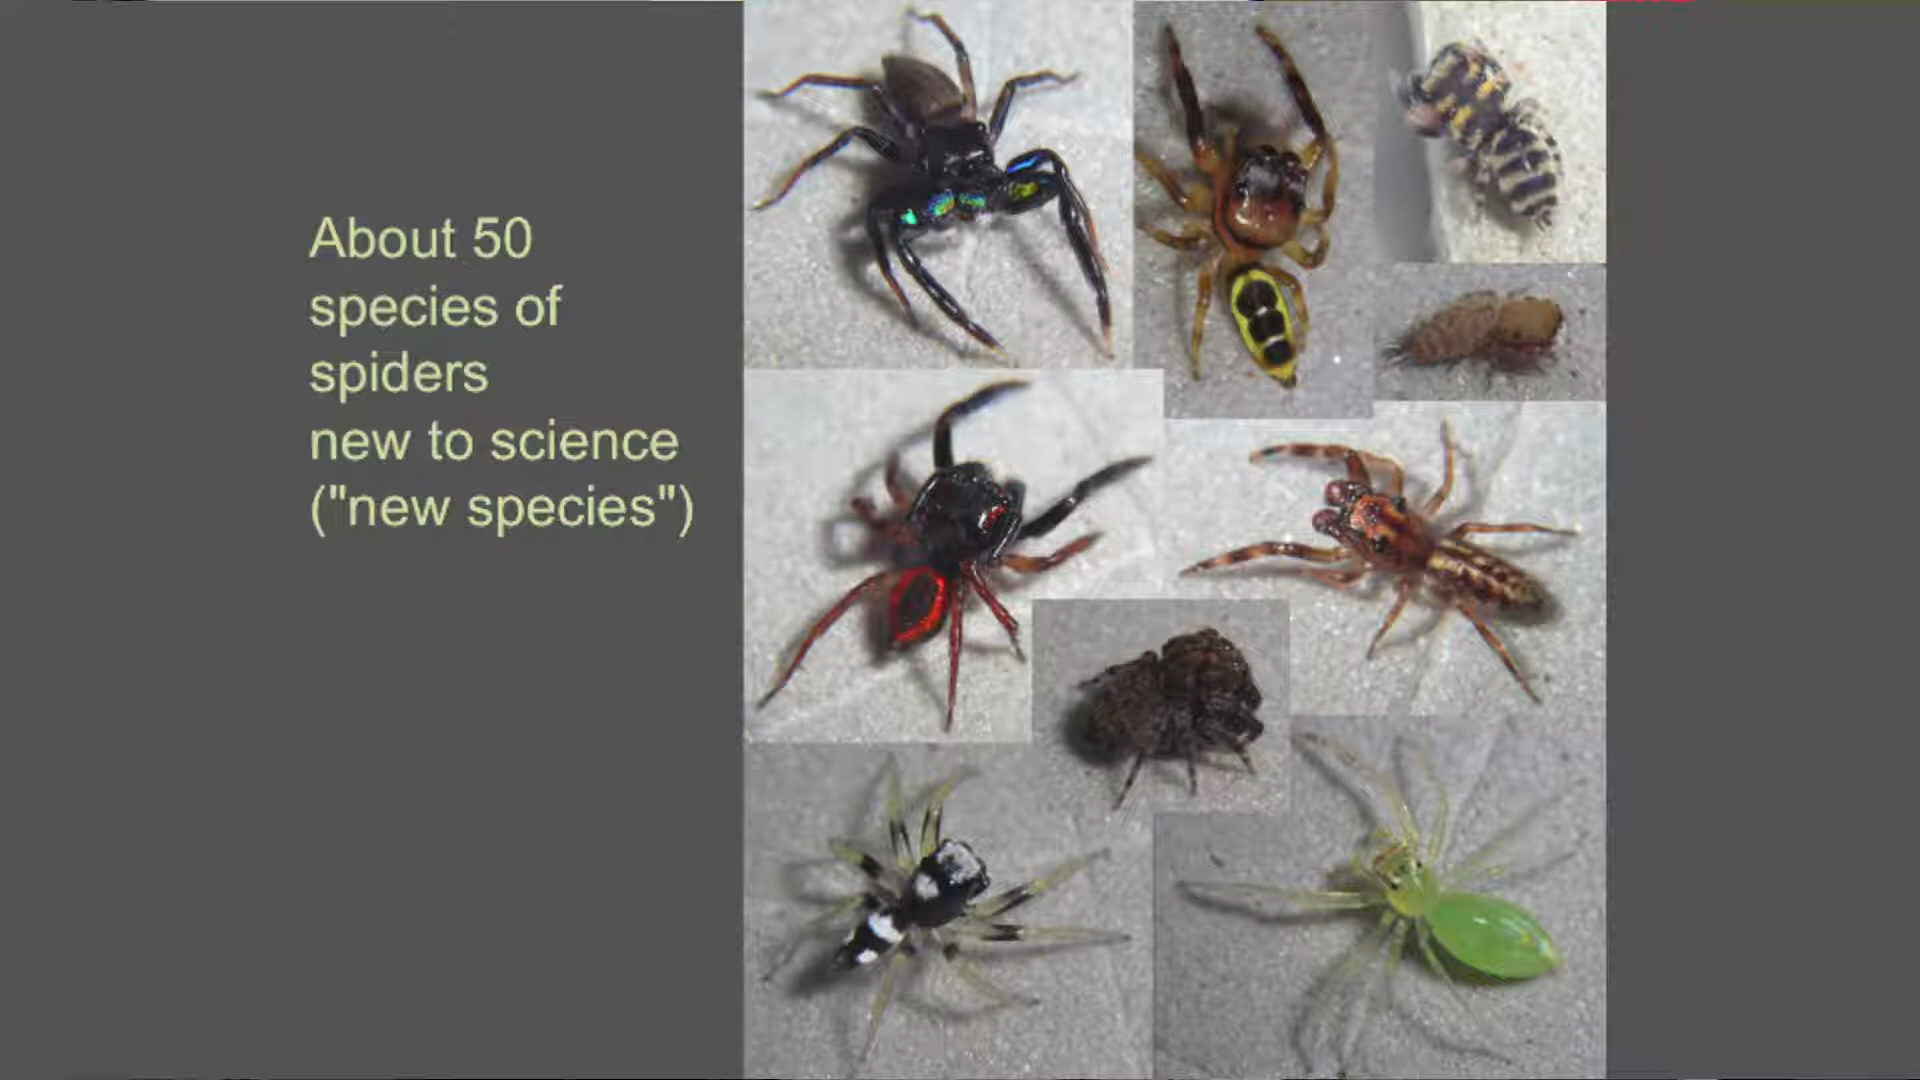 About 50
species of
spiders
new to science
("new species")